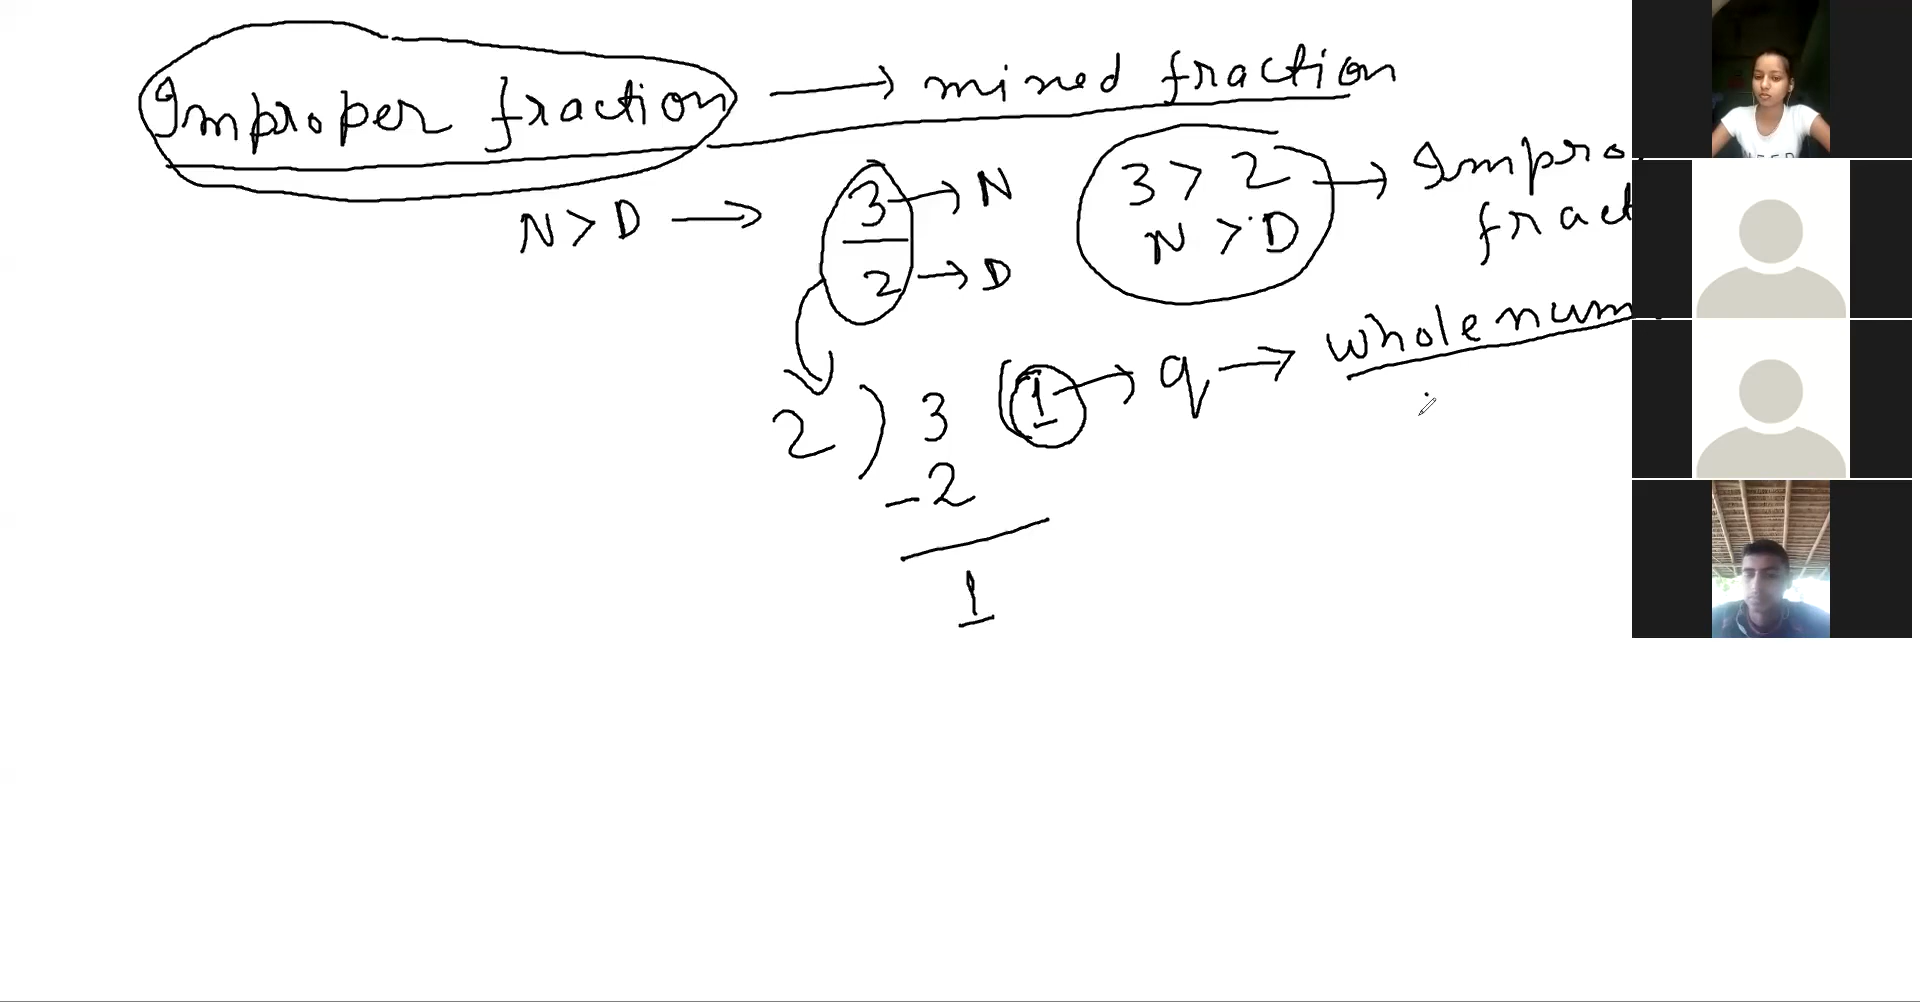 Improper fraction → mixed fraction
N > D → 3/2 → N → D
3 > 2 → Impro
N > D fract
2 ) 3 ( 1 → q → whole num
- 2
1